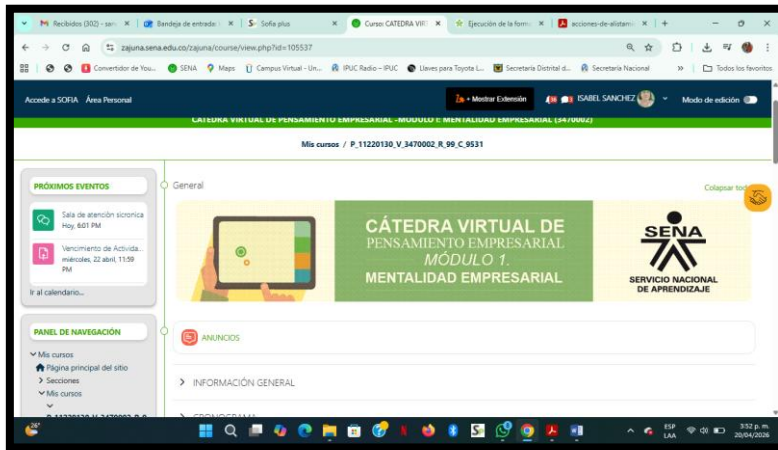 Recibidos (302) - san
Bandeja de entrada:
Sofia plus
Curso: CATEDRA VIR
Ejecución de la form
acciones-de-alistami
zajuna.sena.edu.co/zajuna/course/view.php?id=105537
Convertidor de You...
SENA
Maps
Campus Virtual - Un...
IPUC Radio – IPUC
Llaves para Toyota L...
Secretaría Distrital d...
Secretaría Nacional
»
Todos los favoritos
Accede a SOFIA
Área Personal
+ Mostrar Extensión
ISABEL SANCHEZ
Modo de edición
CATEDRA VIRTUAL DE PENSAMIENTO EMPRESARIAL -MODULO I: MENTALIDAD EMPRESARIAL (3470002)
Mis cursos / P_11220130_V_3470002_R_99_C_9531
PRÓXIMOS EVENTOS
Sala de atención sicronica
Hoy, 6:01 PM
Vencimiento de Activida...
miércoles, 22 abril, 11:59
PM
Ir al calendario...
PANEL DE NAVEGACIÓN
Mis cursos
Página principal del sitio
Secciones
Mis cursos
P_11220130_V_3470002_R_9
General
Colapsar tod
CÁTEDRA VIRTUAL DE
PENSAMIENTO EMPRESARIAL
MÓDULO 1.
MENTALIDAD EMPRESARIAL
SENA
SERVICIO NACIONAL
DE APRENDIZAJE
ANUNCIOS
INFORMACIÓN GENERAL
CRONOGRAMA
26°
ESP
LAA
3:52 p. m.
20/04/2026